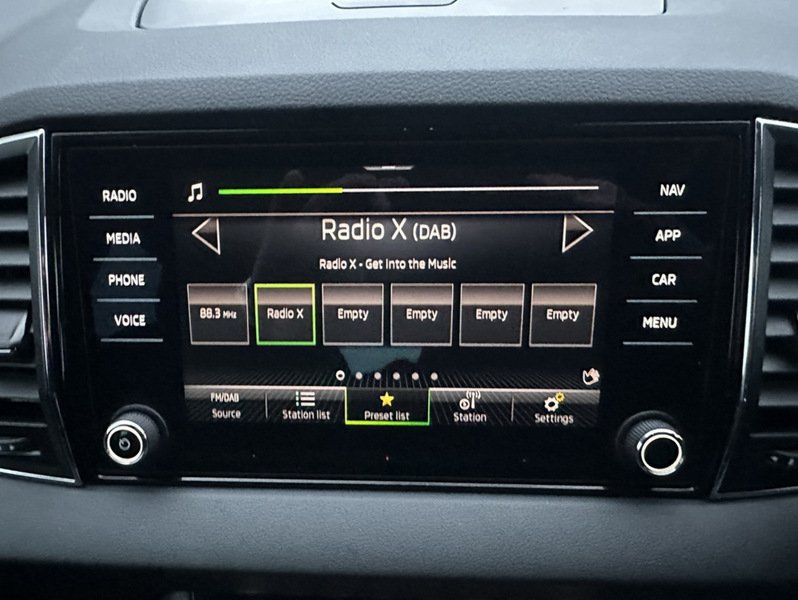 RADIO
MEDIA
PHONE
VOICE
Radio X (DAB)
Radio X - Get into the Music
88.3 MHz
Radio X
Empty
Empty
Empty
Empty
FM/DAB
Source
Station list
Preset list
Station
Settings
NAV
APP
CAR
MENU